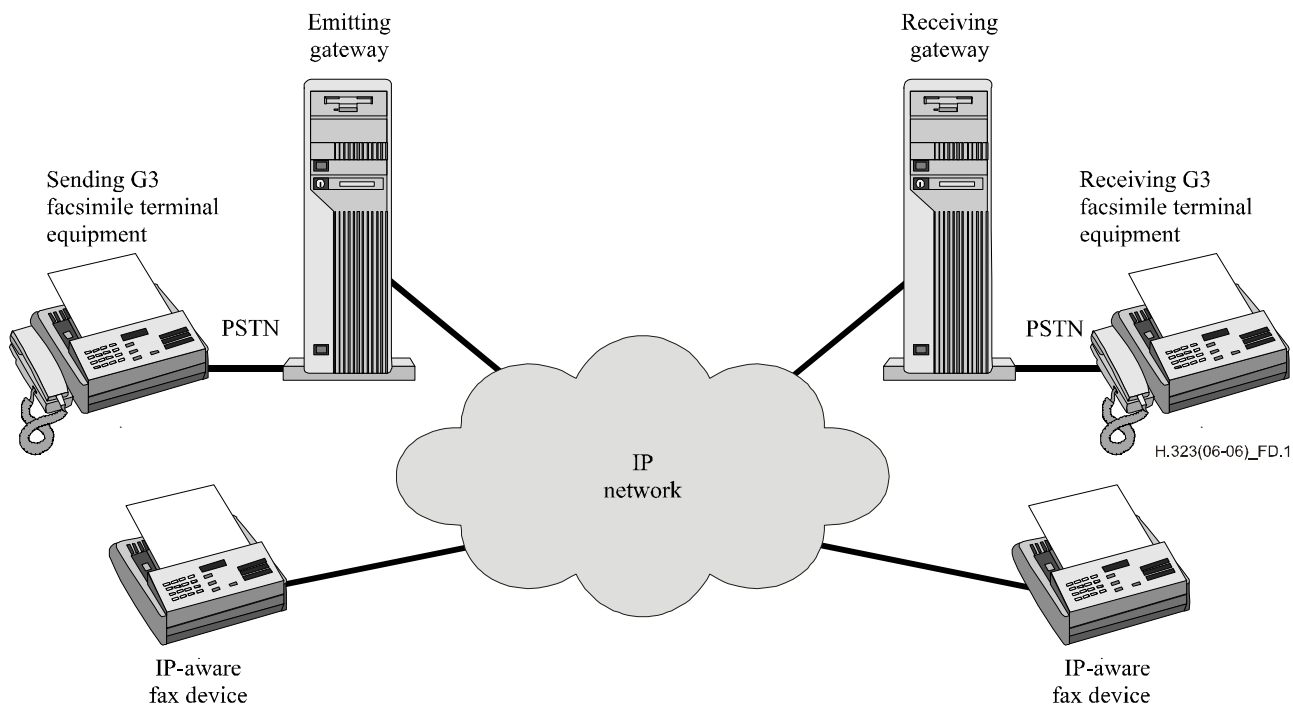 Emitting
gateway
Receiving
gateway
Sending G3
facsimile terminal
equipment
Receiving G3
facsimile terminal
equipment
PSTN
PSTN
H.323(06-06)_FD.1
IP
network
IP-aware
fax device
IP-aware
fax device